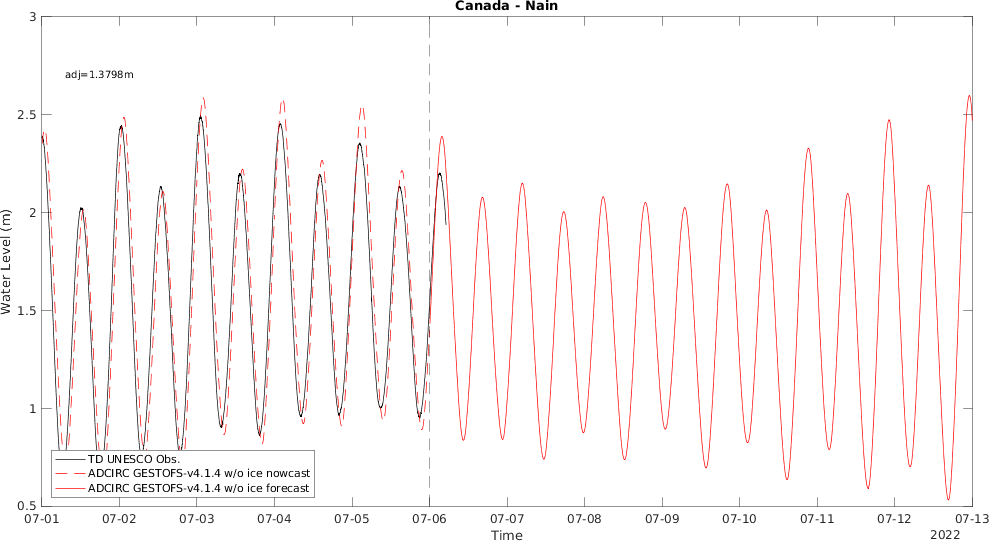 Canada - Nain
3
adj=1.3798m
2.5
2
Water Level (m)
1.5
1
TD UNESCO Obs.
ADCIRC GESTOFS-v4.1.4 w/o ice nowcast
ADCIRC GESTOFS-v4.1.4 w/o ice forecast
0.5
07-01 07-02 07-03 07-04 07-05 07-06 07-07 07-08 07-09 07-10 07-11 07-12 07-13
Time
2022